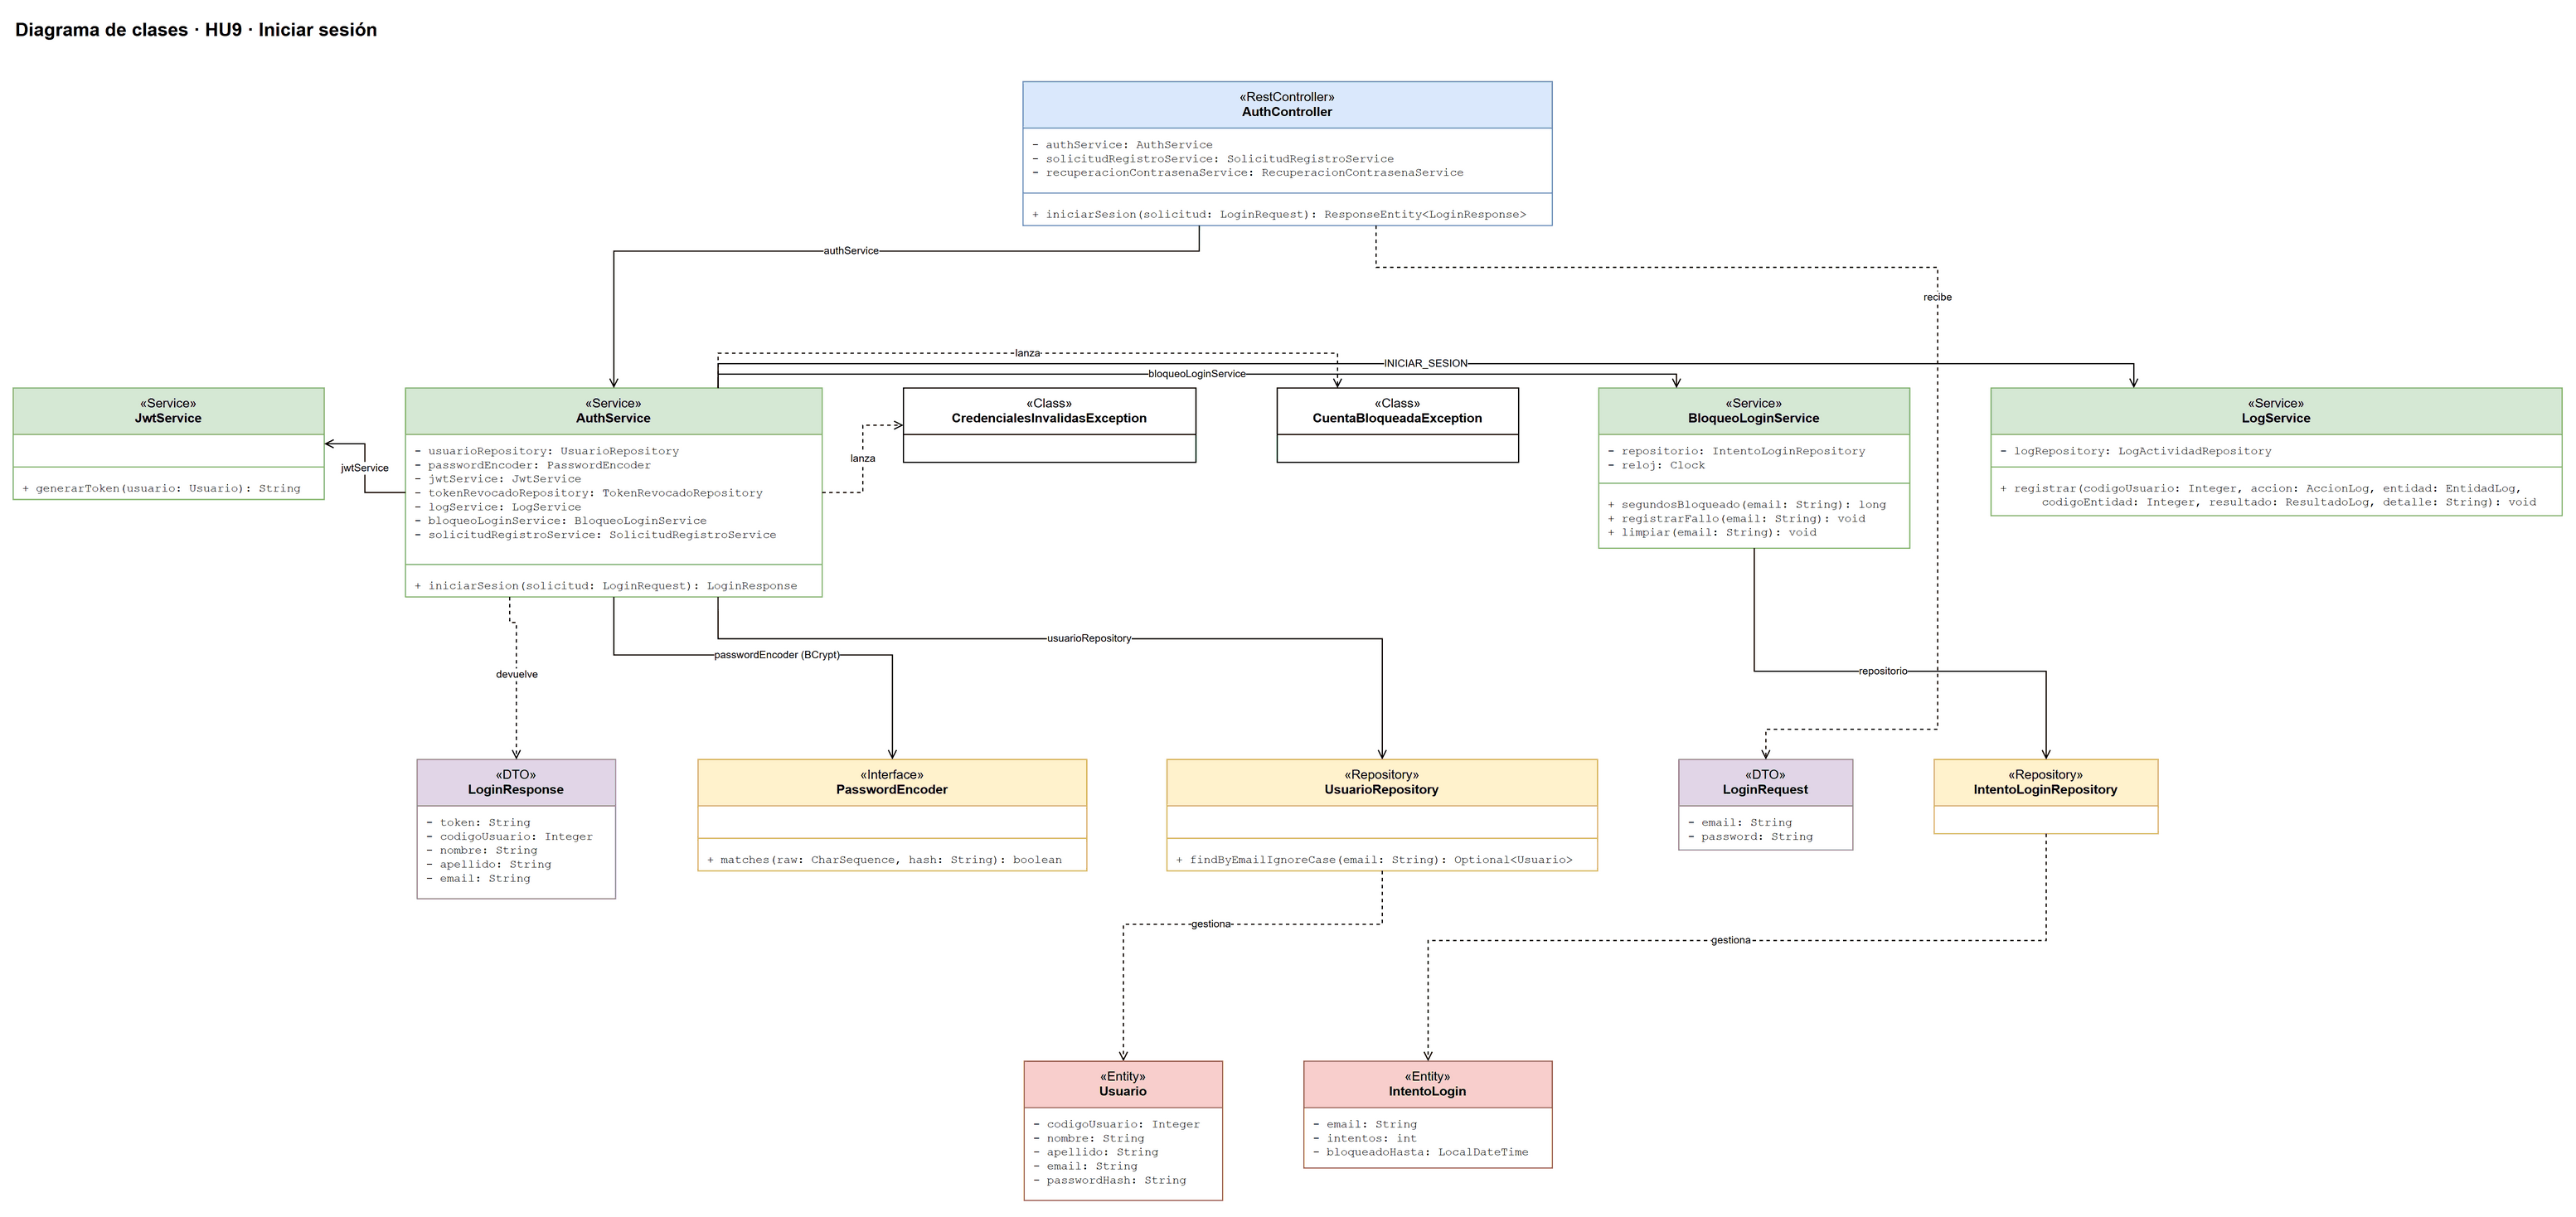 Diagrama de clases · HU9 · Iniciar sesión
«RestController»
AuthController
- authService: AuthService
- solicitudRegistroService: SolicitudRegistroService
- recuperacionContrasenaService: RecuperacionContrasenaService
+ iniciarSesion(solicitud: LoginRequest): ResponseEntity<LoginResponse>
authService
recibe
lanza
INICIAR_SESION
bloqueoLoginService
«Service»
JwtService
+ generarToken(usuario: Usuario): String
jwtService
«Service»
AuthService
- usuarioRepository: UsuarioRepository
- passwordEncoder: PasswordEncoder
- jwtService: JwtService
- tokenRevocadoRepository: TokenRevocadoRepository
- logService: LogService
- bloqueoLoginService: BloqueoLoginService
- solicitudRegistroService: SolicitudRegistroService
+ iniciarSesion(solicitud: LoginRequest): LoginResponse
lanza
«Class»
CredencialesInvalidasException
«Class»
CuentaBloqueadaException
«Service»
BloqueoLoginService
- repositorio: IntentoLoginRepository
- reloj: Clock
+ segundosBloqueado(email: String): long
+ registrarFallo(email: String): void
+ limpiar(email: String): void
«Service»
LogService
- logRepository: LogActividadRepository
+ registrar(codigoUsuario: Integer, accion: AccionLog, entidad: EntidadLog,
codigoEntidad: Integer, resultado: ResultadoLog, detalle: String): void
usuarioRepository
passwordEncoder (BCrypt)
devuelve
repositorio
«DTO»
LoginResponse
- token: String
- codigoUsuario: Integer
- nombre: String
- apellido: String
- email: String
«Interface»
PasswordEncoder
+ matches(raw: CharSequence, hash: String): boolean
«Repository»
UsuarioRepository
+ findByEmailIgnoreCase(email: String): Optional<Usuario>
«DTO»
LoginRequest
- email: String
- password: String
«Repository»
IntentoLoginRepository
gestiona
gestiona
«Entity»
Usuario
- codigoUsuario: Integer
- nombre: String
- apellido: String
- email: String
- passwordHash: String
«Entity»
IntentoLogin
- email: String
- intentos: int
- bloqueadoHasta: LocalDateTime